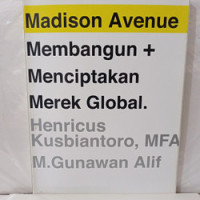 Madison Avenue
Membangun +
Menciptakan
Merek Global.
Henricus
Kusbiantoro, MFA
M.Gunawan Alif